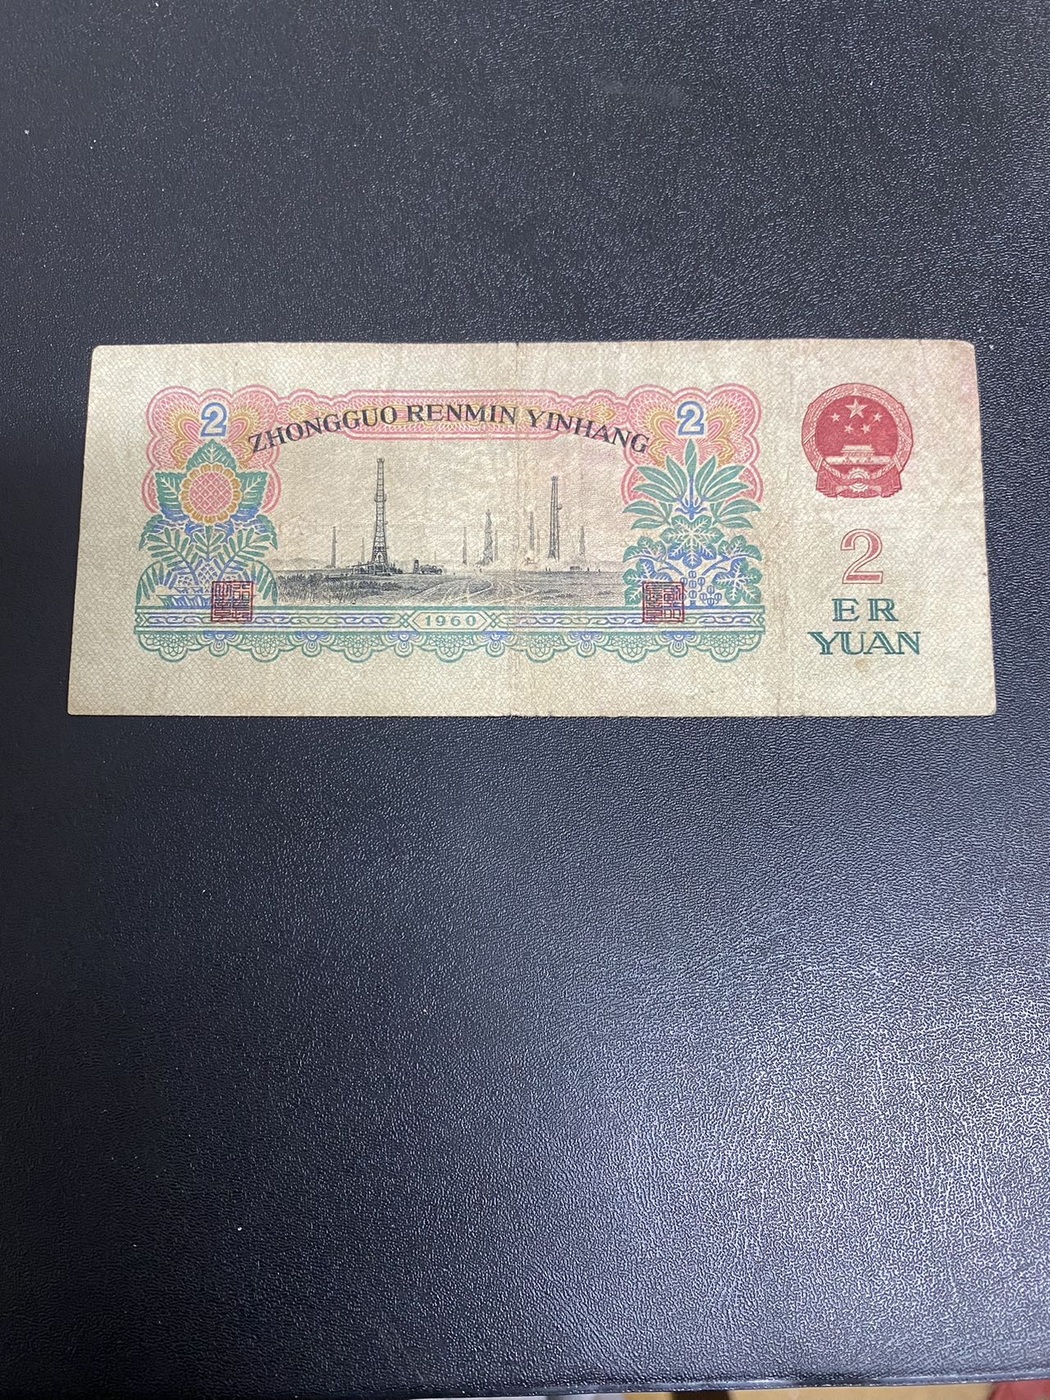 2 ZHONGGUO RENMIN YINHANG 2
1960
2
ER
YUAN